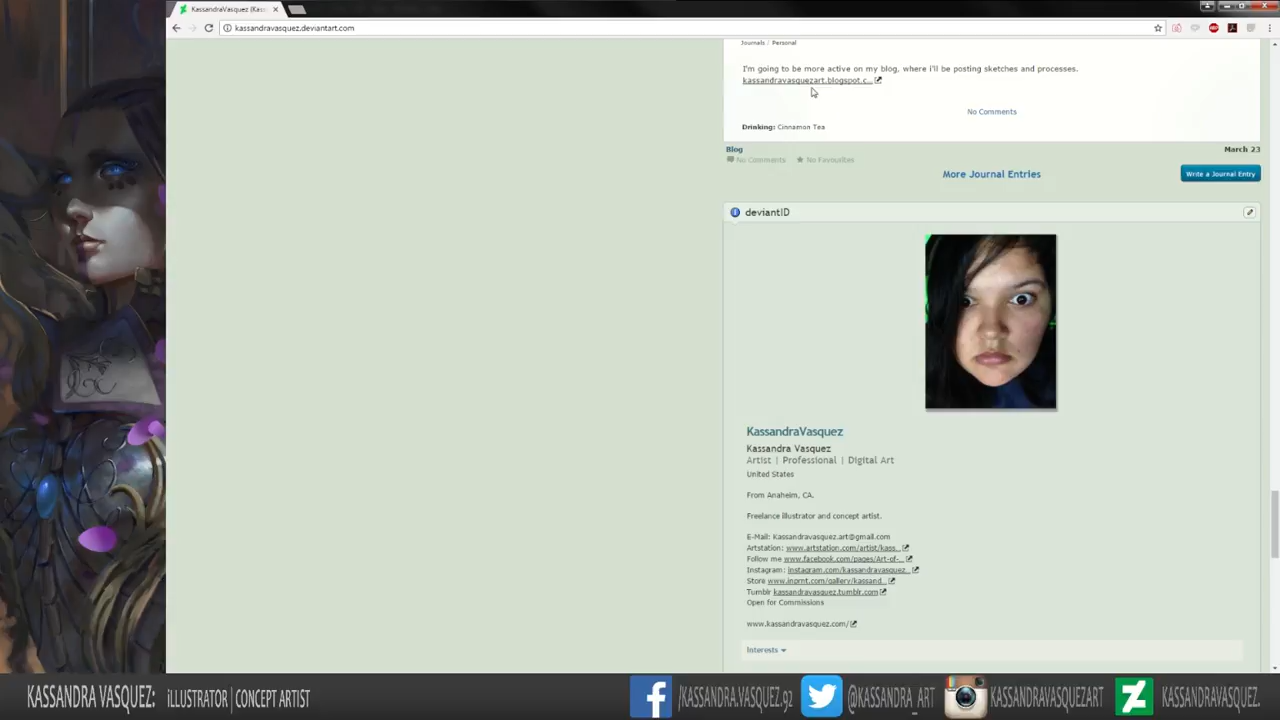 KassandraVasquez (Kass
kassandravasquez.deviantart.com
Journals / Personal
I'm going to be more active on my blog, where i'll be posting sketches and processes.
kassandravasquezart.blogspot.c...
No Comments
Drinking: Cinnamon Tea
Blog
March 23
No Comments
No Favourites
More Journal Entries
Write a Journal Entry
deviantID
KassandraVasquez
Kassandra Vasquez
Artist | Professional | Digital Art
United States
From Anaheim, CA.
Freelance illustrator and concept artist.
E-Mail: Kassandravasquez.art@gmail.com
Artstation: www.artstation.com/artist/kass...
Follow me www.facebook.com/pages/Art-of-...
Instagram: instagram.com/kassandravasquez...
Store www.inprnt.com/gallery/kassand...
Tumblr kassandravasquez.tumblr.com
Open for Commissions
www.kassandravasquez.com/
Interests
KASSANDRA VASQUEZ: iLLUSTRATOR | CONCEPT ARTIST
/KASSANDRA.VASQUEZ.92
@KASSANDRA_ART
KASSANDRAVASQUEZART
KASSANDRAVASQUEZ.